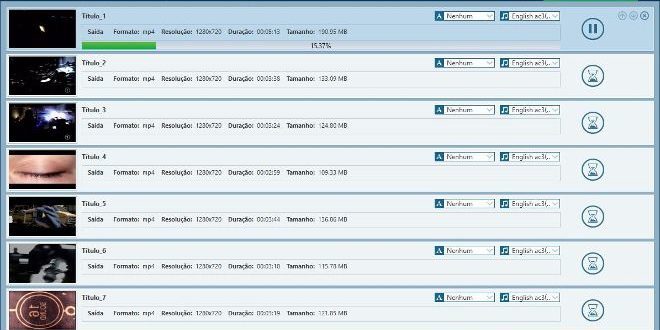 Título_1 Nenhum English ac3(,..
Saída Formato: mp4 Resolução: 1280x720 Duração: 00:05:13 Tamanho: 190.95 MB
15.37%
Título_2 Nenhum English ac3(,..
Saída Formato: mp4 Resolução: 1280x720 Duração: 00:03:38 Tamanho: 133.09 MB
Título_3 Nenhum English ac3(,..
Saída Formato: mp4 Resolução: 1280x720 Duração: 00:03:24 Tamanho: 124.80 MB
Título_4 Nenhum English ac3(,..
Saída Formato: mp4 Resolução: 1280x720 Duração: 00:02:59 Tamanho: 109.33 MB
Título_5 Nenhum English ac3(,..
Saída Formato: mp4 Resolução: 1280x720 Duração: 00:03:44 Tamanho: MB
Título_6 Nenhum English ac3(,..
Saída Formato: mp4 Resolução: 1280x720 Duração: 00:03:10 Tamanho: 115.78 MB
Título_7 Nenhum English ac3(,..
Saída Formato: mp4 Resolução: 1280x720 Duração: 00:03:19 Tamanho: 121.85 MB